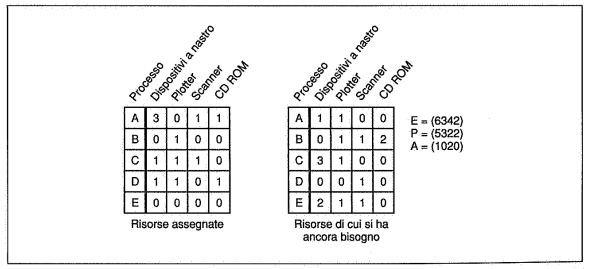 Processo Dispositivi a nastro Plotter Scanner CD ROM
A 3 0 1 1
B 0 1 0 0
C 1 1 1 0
D 1 1 0 1
E 0 0 0 0
Risorse assegnate
Processo Dispositivi a nastro Plotter Scanner CD ROM
A 1 1 0 0
B 0 1 1 2
C 3 1 0 0
D 0 0 1 0
E 2 1 1 0
Risorse di cui si ha
ancora bisogno
E = (6342)
P = (5322)
A = (1020)